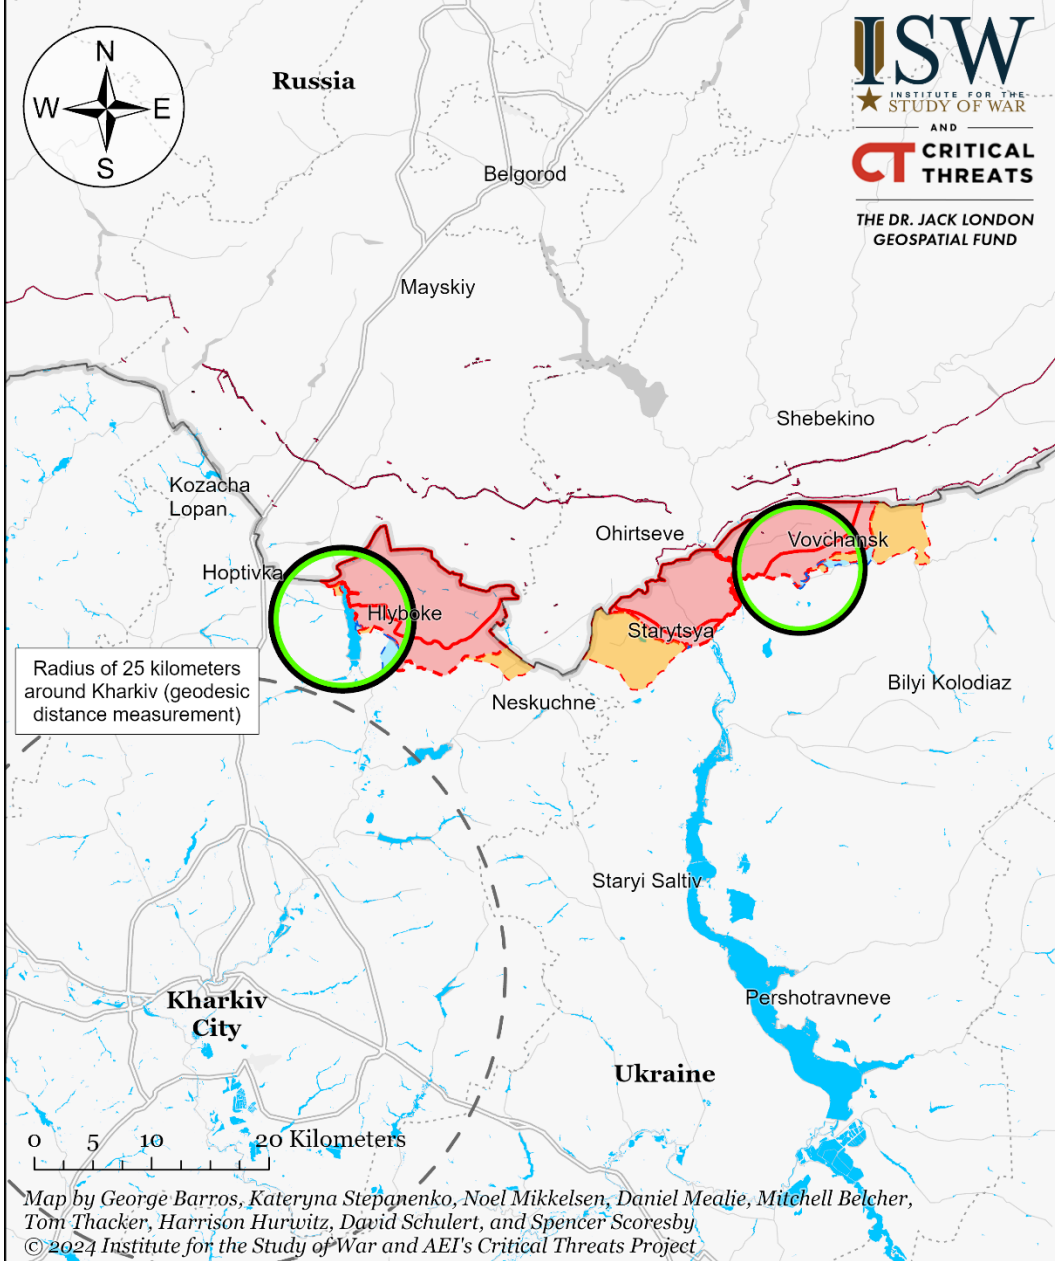 N
W E
S
Russia
ISW
INSTITUTE FOR THE
STUDY OF WAR
AND
CT CRITICAL
THREATS
THE DR. JACK LONDON
GEOSPATIAL FUND
Belgorod
Mayskiy
Shebekino
Kozacha
Lopan
Ohirtseve
Vovchansk
Hoptivka
Hlyboke
Starytsya
Radius of 25 kilometers
around Kharkiv (geodesic
distance measurement)
Bilyi Kolodiaz
Neskuchne
Staryi Saltiv
Pershotravneve
Kharkiv
City
Ukraine
0 5 10 20 Kilometers
Map by George Barros, Kateryna Stepanenko, Noel Mikkelsen, Daniel Mealie, Mitchell Belcher,
Tom Thacker, Harrison Hurwitz, David Schulert, and Spencer Scoresby
© 2024 Institute for the Study of War and AEI's Critical Threats Project